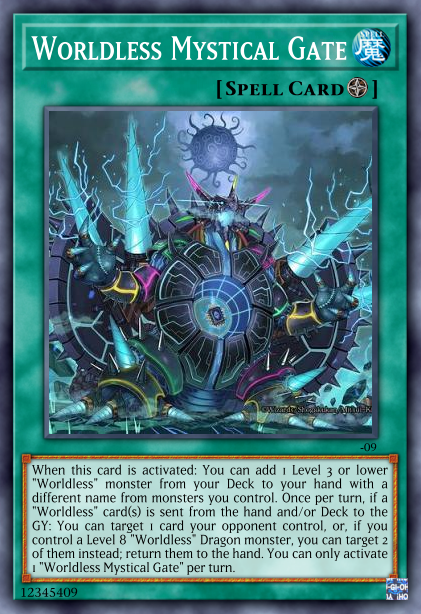 WORLDLESS MYSTICAL GATE 魔
[SPELL CARD]
©Wizards/Shogakukan/Mitsui-K
-09
When this card is activated: You can add 1 Level 3 or lower
"Worldless" monster from your Deck to your hand with a
different name from monsters you control. Once per turn, if a
"Worldless" card(s) is sent from the hand and/or Deck to the
GY: You can target 1 card your opponent control, or, if you
control a Level 8 "Worldless" Dragon monster, you can target 2
of them instead; return them to the hand. You can only activate
1 "Worldless Mystical Gate" per turn.
12345409